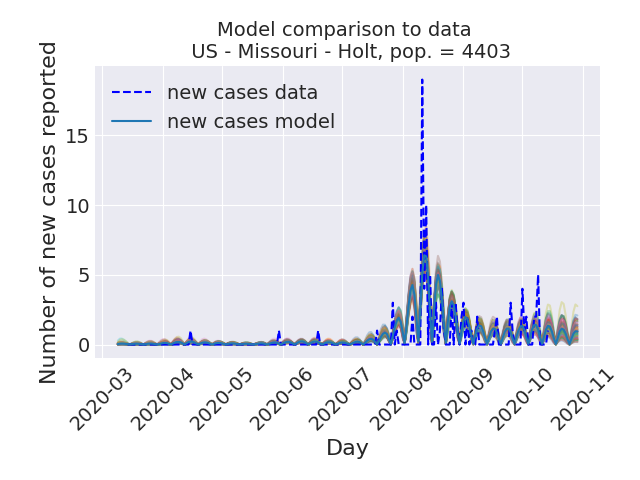 Model comparison to data
US - Missouri - Holt, pop. = 4403
new cases data
new cases model
Number of new cases reported
15
10
5
0
2020-03
2020-04
2020-05
2020-06
2020-07
2020-08
2020-09
2020-10
2020-11
Day